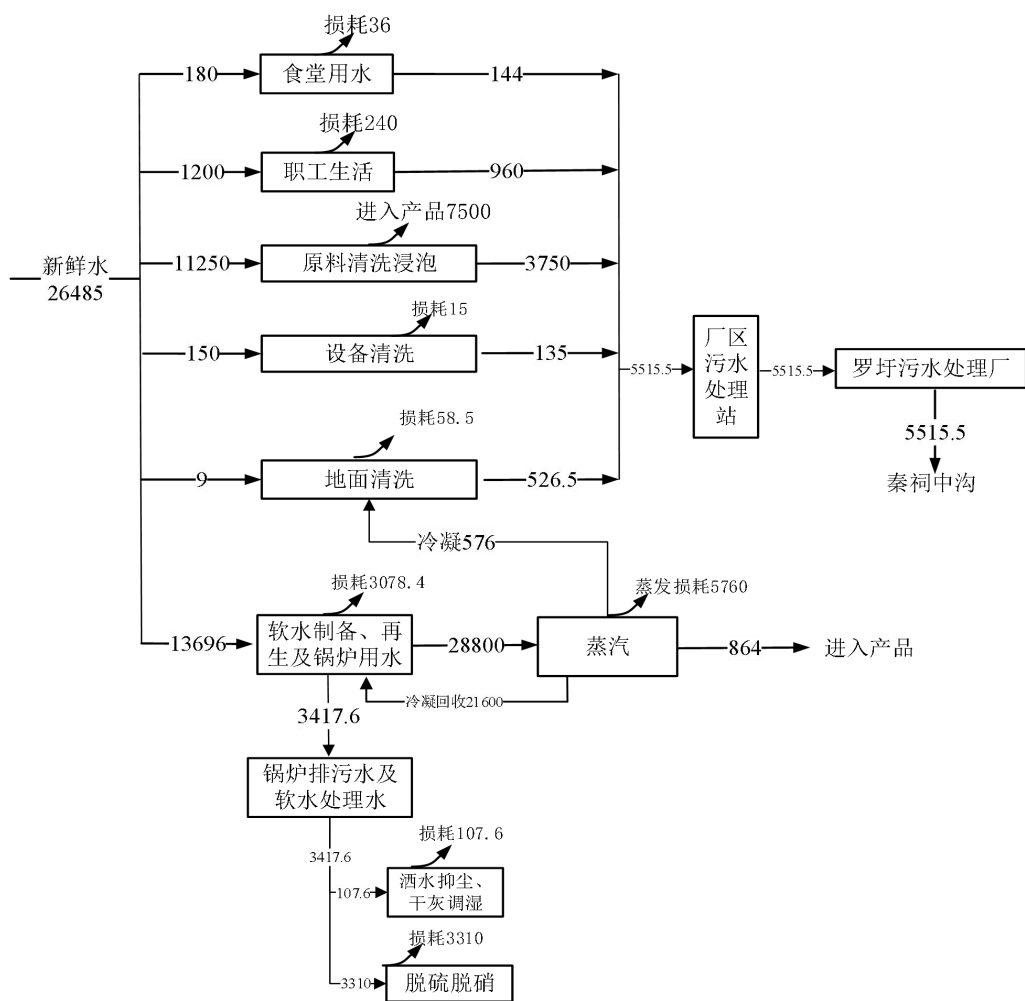 损耗36
180
食堂用水
144
损耗240
1200
职工生活
960
进入产品7500
新鲜水
26485
11250
原料清洗浸泡
3750
损耗15
150
设备清洗
135
5515.5
厂区
污水
处理
站
5515.5
罗圩污水处理厂
5515.5
秦祠中沟
损耗58.5
9
地面清洗
526.5
冷凝576
损耗3078.4
蒸发损耗5760
13696
软水制备、再
生及锅炉用水
28800
蒸汽
864
进入产品
冷凝回收21600
3417.6
锅炉排污水及
软水处理水
3417.6
损耗107.6
107.6
洒水抑尘、
干灰调湿
损耗3310
3310
脱硫脱硝